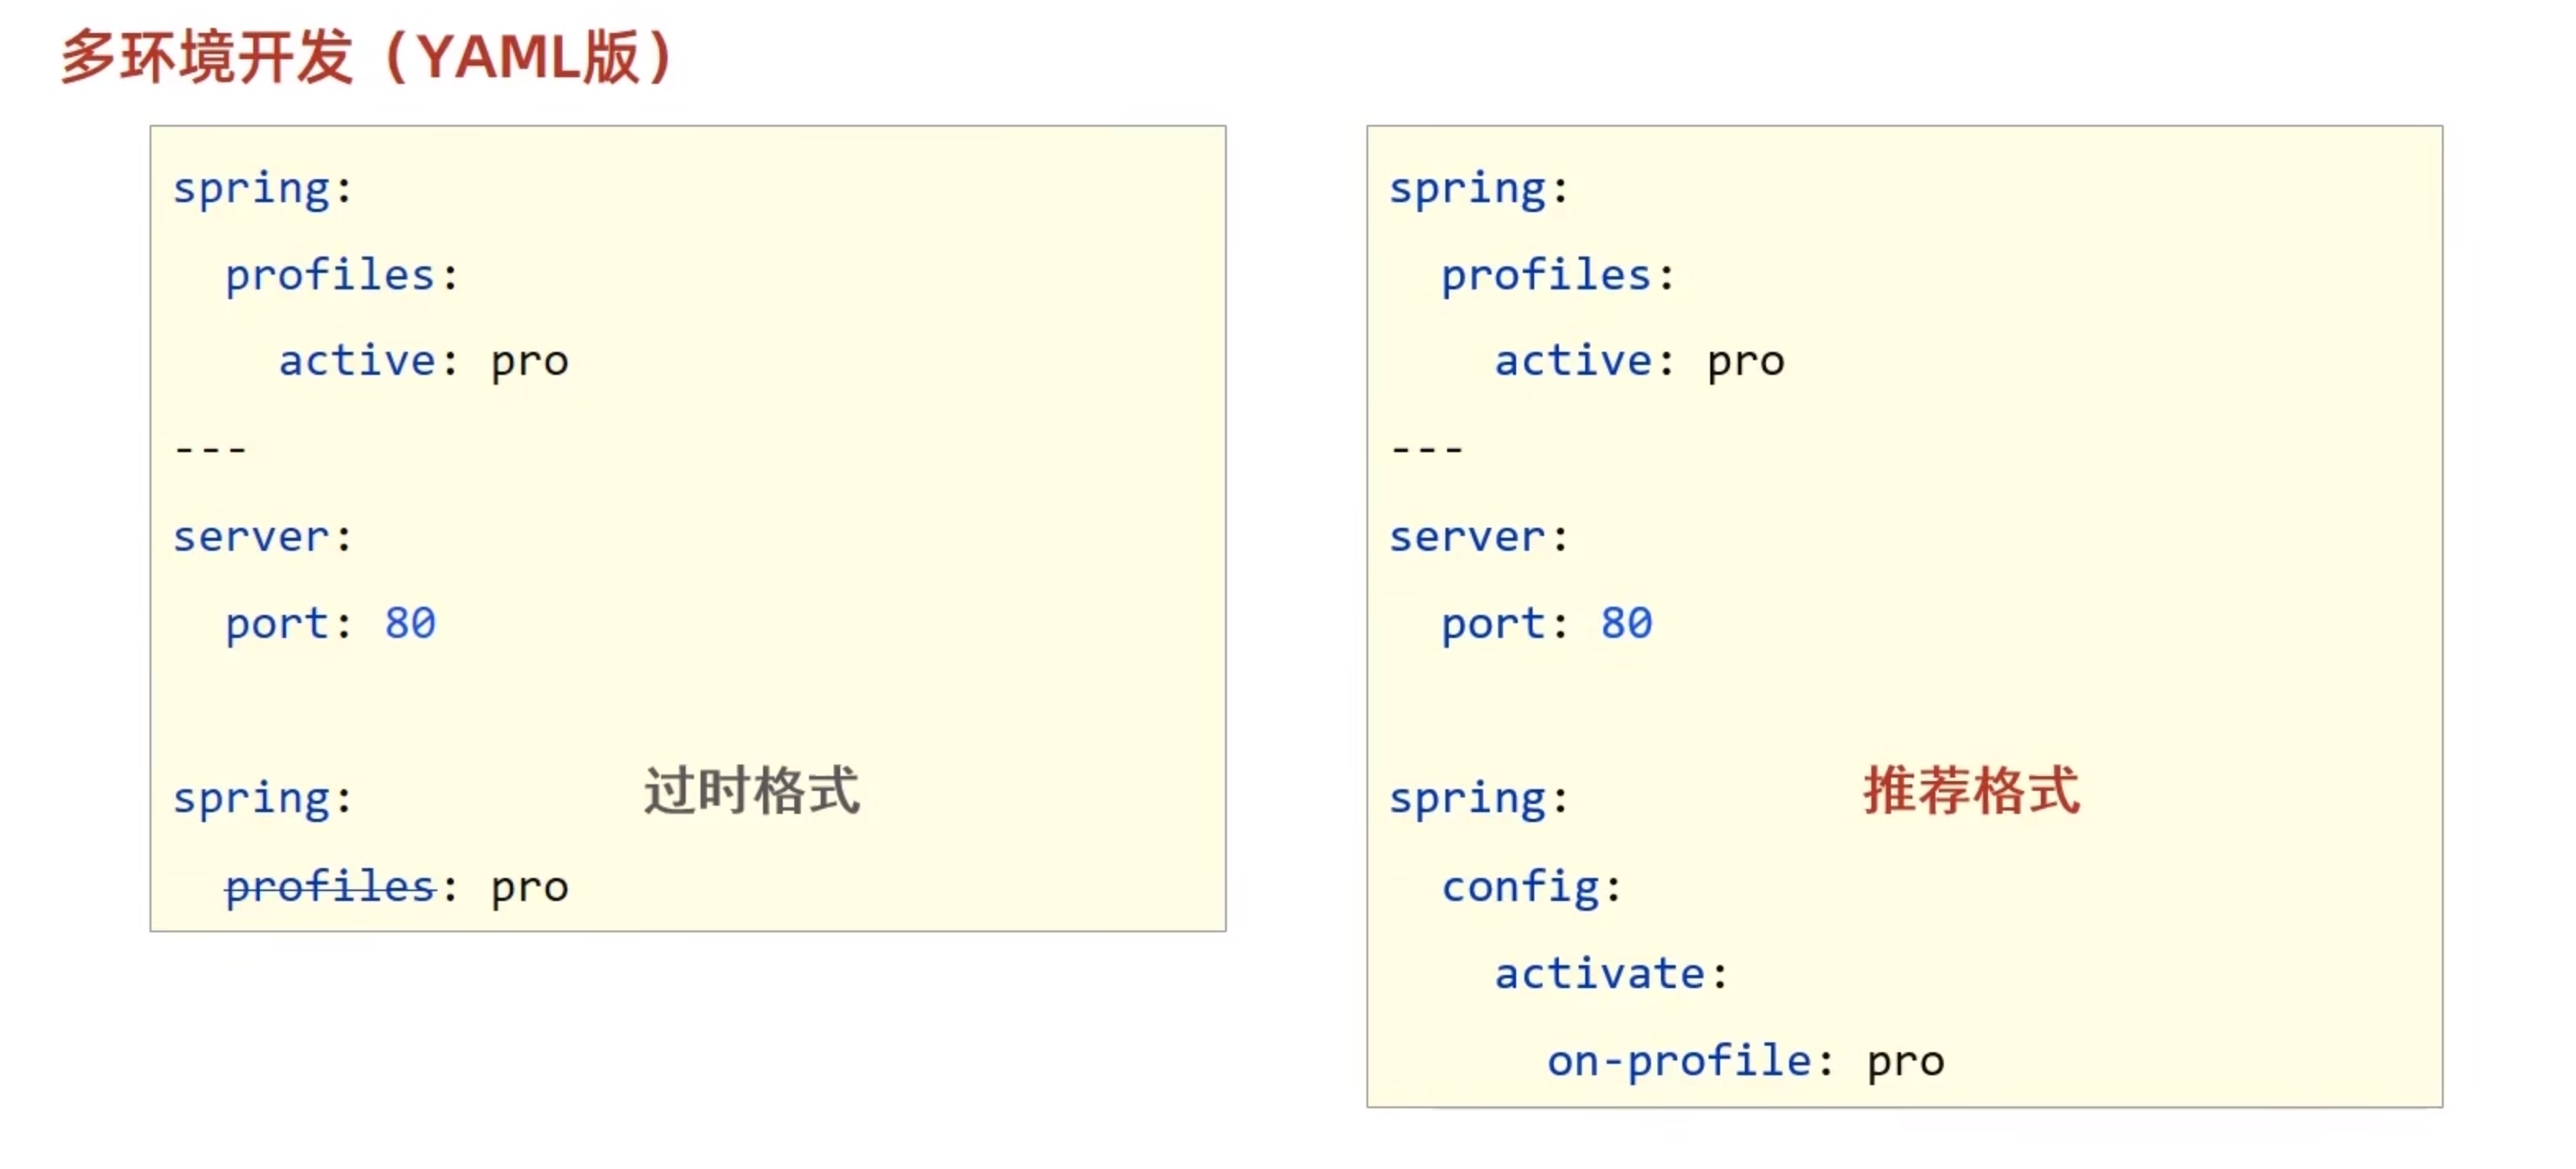 多环境开发（YAML版）
spring:
  profiles:
    active: pro
---
server:
  port: 80
spring:
过时格式
  profiles: pro
spring:
  profiles:
    active: pro
---
server:
  port: 80
spring:
推荐格式
  config:
    activate:
      on-profile: pro